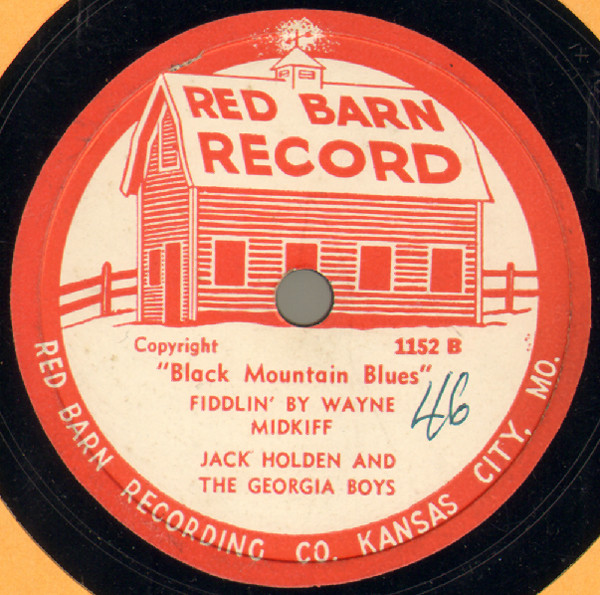 RED BARN
RECORD
Copyright 1152 B
"Black Mountain Blues"
FIDDLIN' BY WAYNE
MIDKIFF
46
JACK HOLDEN AND
THE GEORGIA BOYS
RED BARN RECORDING CO. KANSAS CITY, MO.